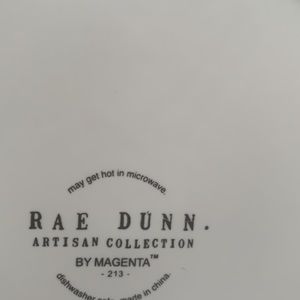 may get hot in microwave.
RAE DUNN.
ARTISAN COLLECTION
BY MAGENTA™
- 213 -
dishwasher safe. made in china.